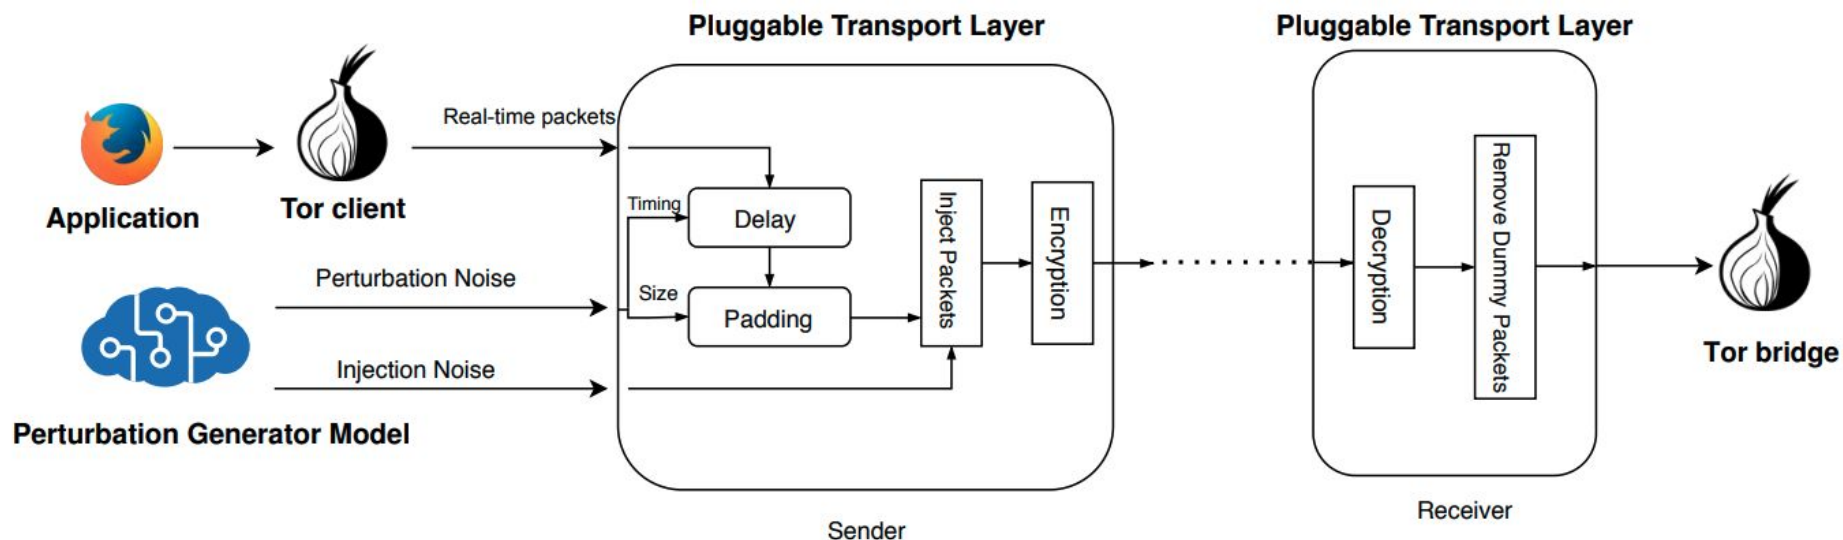 Pluggable Transport Layer
Pluggable Transport Layer
Real-time packets
Application
Tor client
Timing
Delay
Perturbation Noise
Size
Padding
Injection Noise
Perturbation Generator Model
Inject Packets
Encryption
Sender
Decryption
Remove Dummy Packets
Receiver
Tor bridge